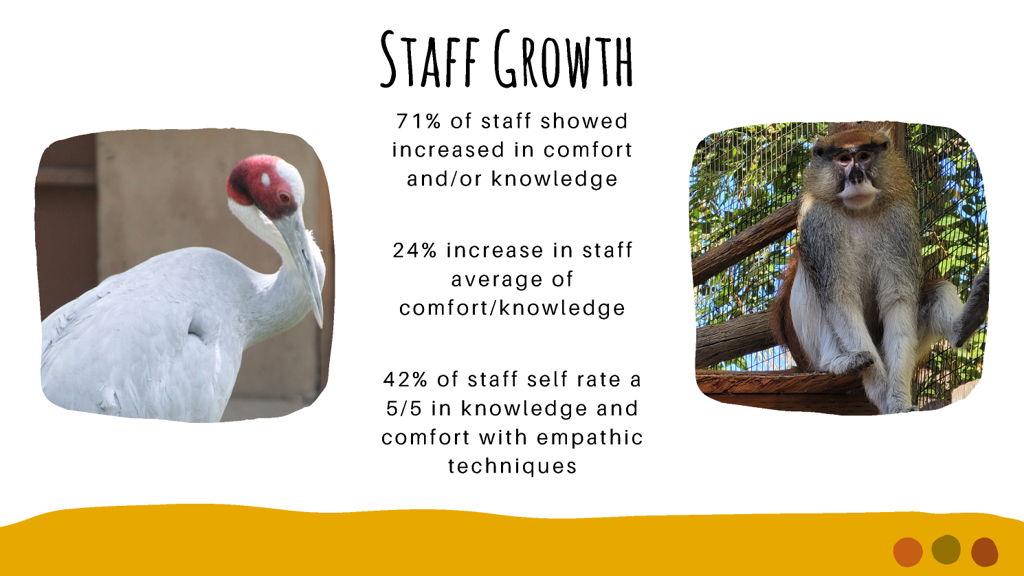 STAFF GROWTH
71% of staff showed
increased in comfort
and/or knowledge
24% increase in staff
average of
comfort/knowledge
42% of staff self rate a
5/5 in knowledge and
comfort with empathic
techniques